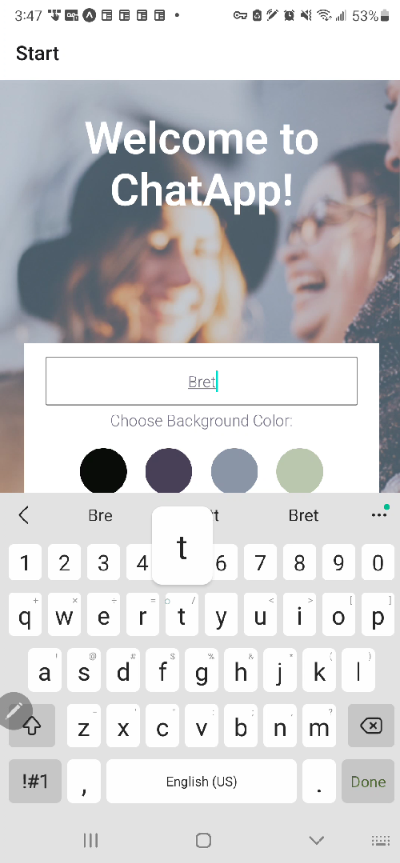 3:47
53%
Start
Welcome to
ChatApp!
Bret
Choose Background Color:
Bre
Bret
t
1 2 3 4 6 7 8 9 0
q w e r t y u i o p
a s d f g h j k l
z x c v b n m
!#1 , English (US) . Done